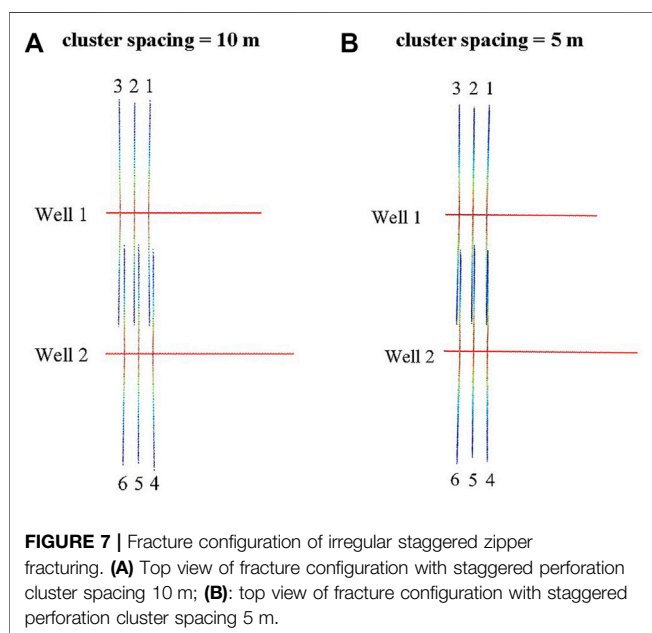 A cluster spacing = 10 m
B cluster spacing = 5 m
3 2 1
3 2 1
Well 1
Well 1
Well 2
Well 2
6 5 4
6 5 4
FIGURE 7 | Fracture configuration of irregular staggered zipper
fracturing. (A) Top view of fracture configuration with staggered perforation
cluster spacing 10 m; (B): top view of fracture configuration with staggered
perforation cluster spacing 5 m.